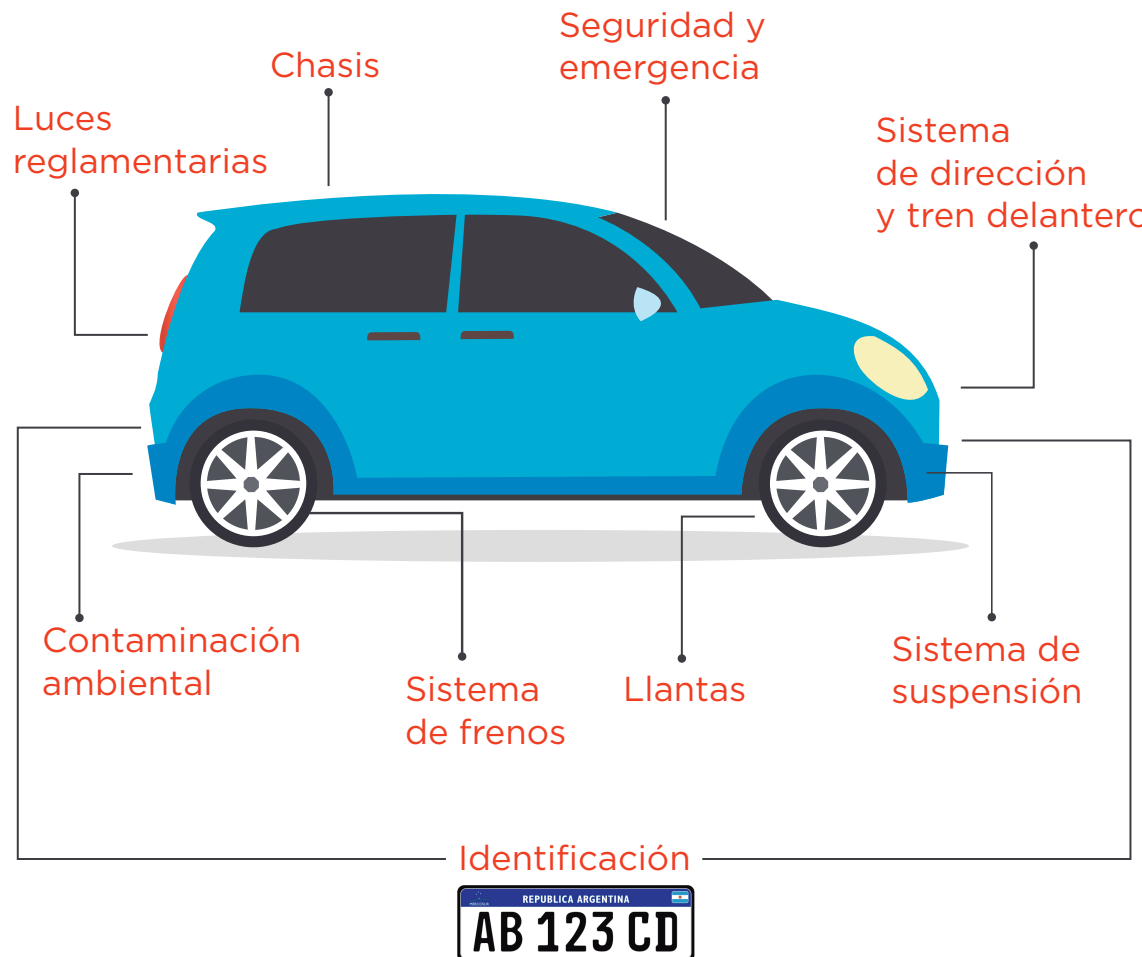 Seguridad y
emergencia
Chasis
Luces
reglamentarias
Sistema
de dirección
y tren delantero
Contaminación
ambiental
Sistema
de frenos
Llantas
Sistema de
suspensión
Identificación
REPUBLICA ARGENTINA
AB 123 CD